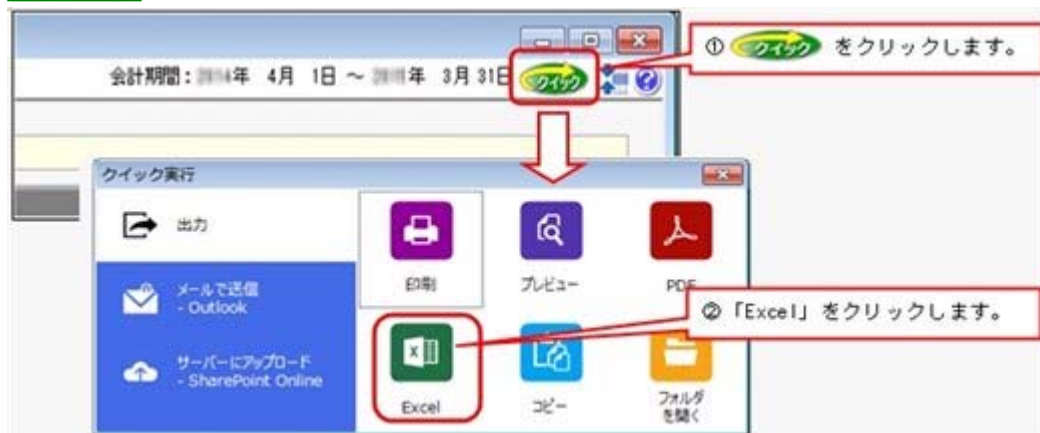 ① クイック をクリックします。
会計期間: 年 4月 1日 ～ 年 3月 31日 クイック
クイック実行
出力
メールで送信
- Outlook
サーバーにアップロード
- SharePoint Online
印刷
プレビュー
PDF
②「Excel」をクリックします。
Excel
コピー
フォルダ
を開く